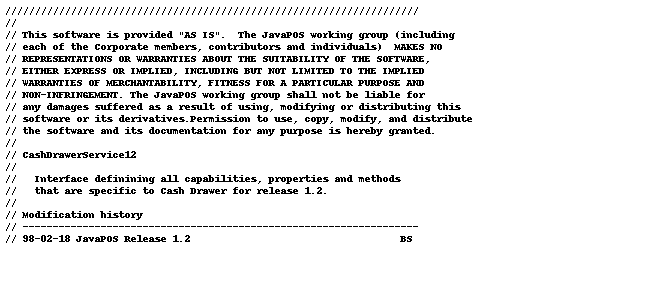 //////////////////////////////////////////////////////////////////////
//
// This software is provided "AS IS".  The JavaPOS working group (including
// each of the Corporate members, contributors and individuals)  MAKES NO
// REPRESENTATIONS OR WARRANTIES ABOUT THE SUITABILITY OF THE SOFTWARE,
// EITHER EXPRESS OR IMPLIED, INCLUDING BUT NOT LIMITED TO THE IMPLIED
// WARRANTIES OF MERCHANTABILITY, FITNESS FOR A PARTICULAR PURPOSE AND
// NON-INFRINGEMENT. The JavaPOS working group shall not be liable for
// any damages suffered as a result of using, modifying or distributing this
// software or its derivatives.Permission to use, copy, modify, and distribute
// the software and its documentation for any purpose is hereby granted.
//
// CashDrawerService12
//
//   Interface definining all capabilities, properties and methods
//   that are specific to Cash Drawer for release 1.2.
//
// Modification history
// ------------------------------------------------------------------
// 98-02-18 JavaPOS Release 1.2                                   BS